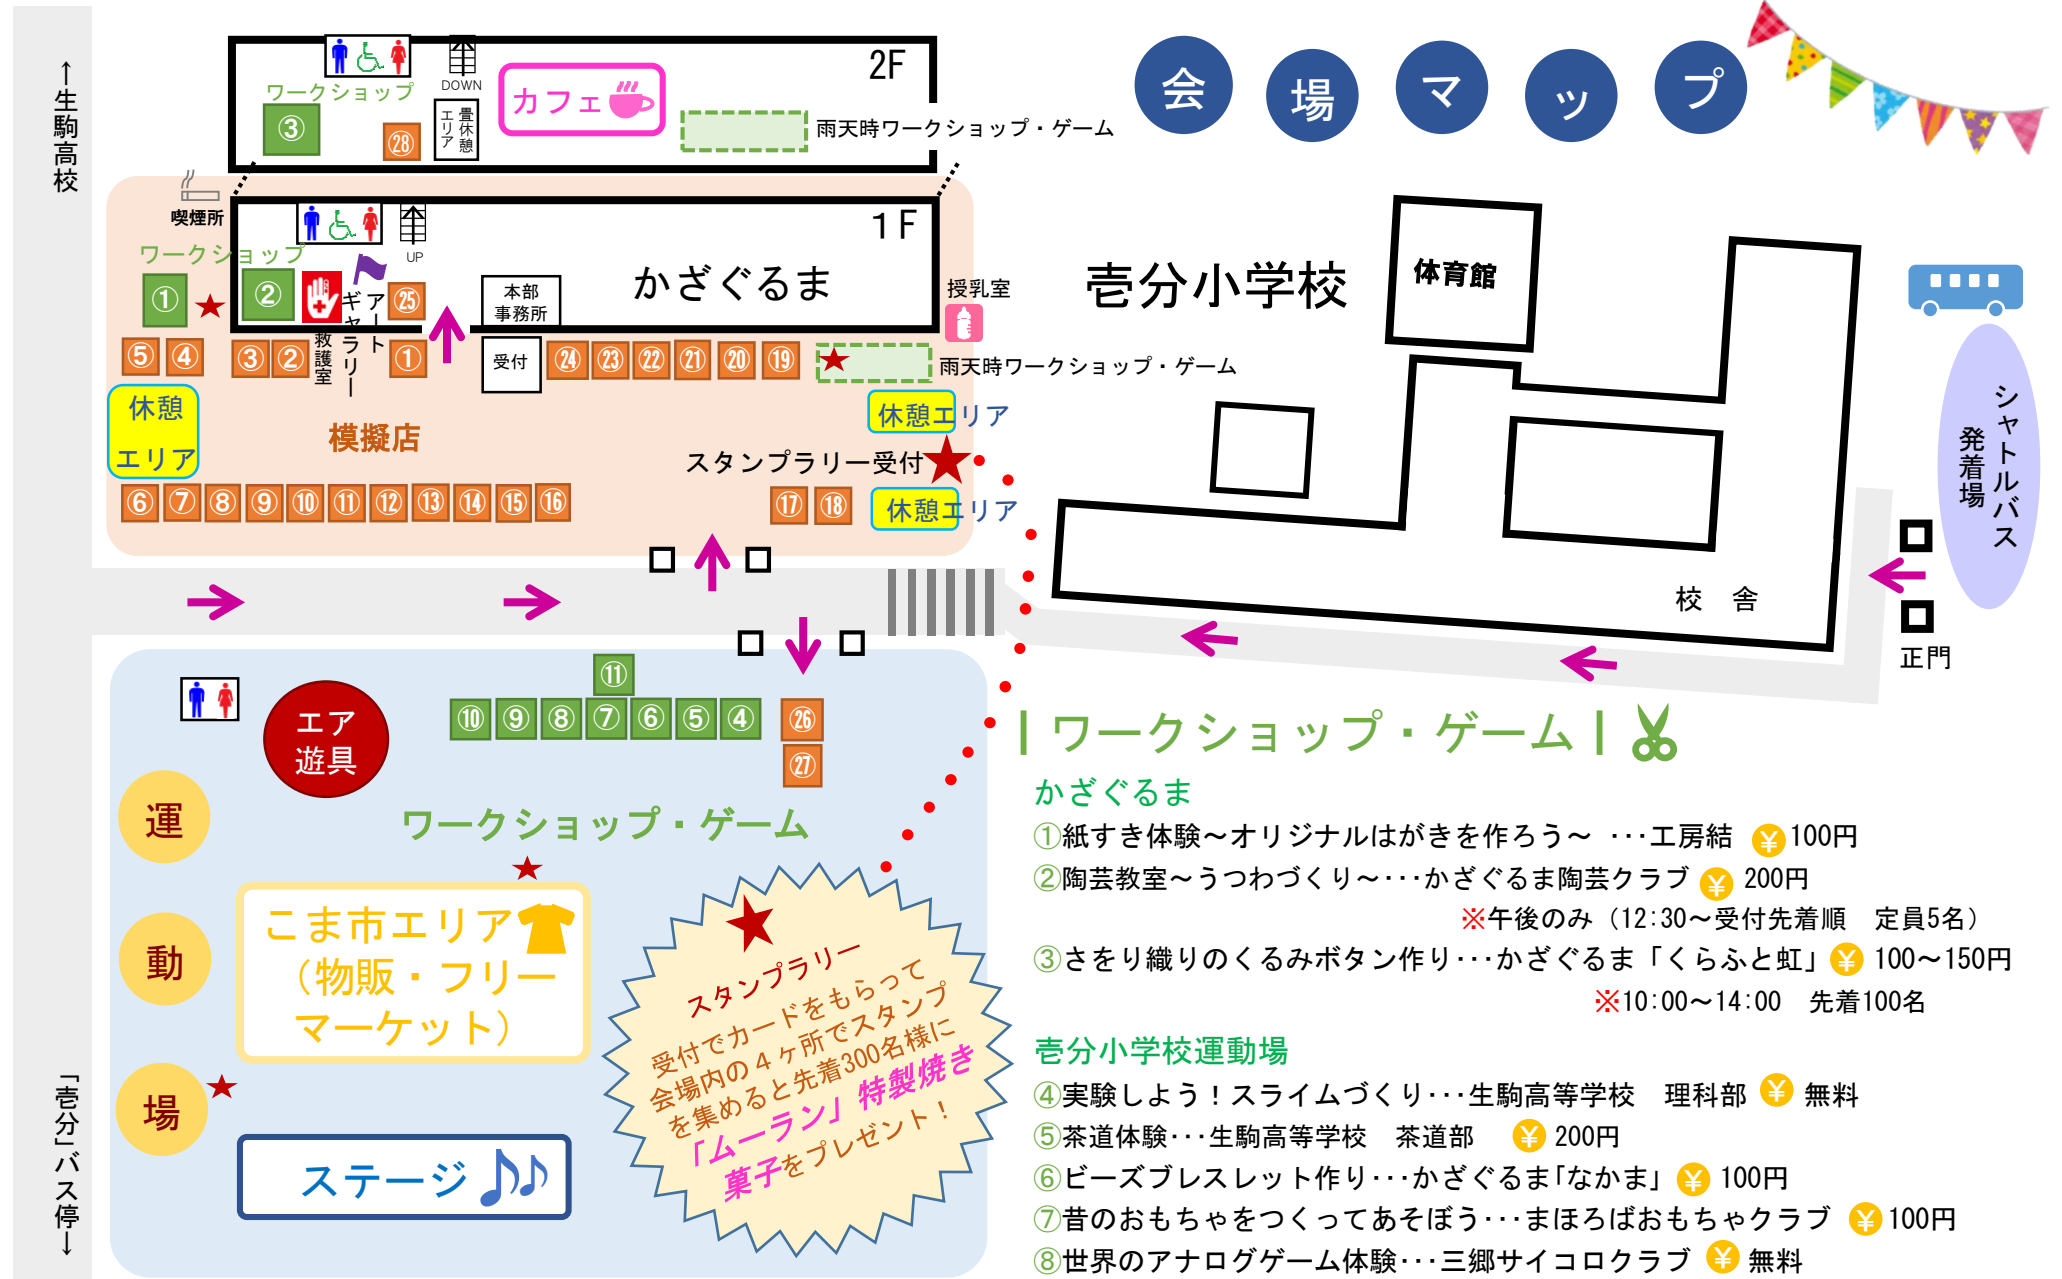 会場マップ
↑生駒高校
2F
ワークショップ
③
㉘
DOWN
畳休憩
エリア
カフェ
雨天時ワークショップ・ゲーム
喫煙所
1F
ワークショップ
①
②
救護室
アート
ギャラリー
㉕
UP
本部
事務所
かざぐるま
授乳室
⑤
④
③
②
①
受付
㉔
㉓
㉒
㉑
⑳
⑲
雨天時ワークショップ・ゲーム
休憩
エリア
模擬店
休憩エリア
スタンプラリー受付
休憩エリア
⑥
⑦
⑧
⑨
⑩
⑪
⑫
⑬
⑭
⑮
⑯
⑰
⑱
壱分小学校
体育館
校 舎
シャトルバス
発着場
正門
エア
遊具
⑪
⑩
⑨
⑧
⑦
⑥
⑤
④
㉖
㉗
ワークショップ・ゲーム
運
動
場
こま市エリア
(物販・フリー
マーケット)
ステージ
スタンプラリー
受付でカードをもらって
会場内の4ヶ所でスタンプ
を集めると先着300名様に
「ムーラン」特製焼き
菓子をプレゼント!
「壱分」バス停↓
|ワークショップ・ゲーム|
かざぐるま
①紙すき体験~オリジナルはがきを作ろう~ ･･･工房結 ¥ 100円
②陶芸教室~うつわづくり~･･･かざぐるま陶芸クラブ ¥ 200円
※午後のみ(12:30~受付先着順 定員5名)
③さをり織りのくるみボタン作り･･･かざぐるま「くらふと虹」 ¥ 100~150円
※10:00~14:00 先着100名
壱分小学校運動場
④実験しよう!スライムづくり･･･生駒高等学校 理科部 ¥ 無料
⑤茶道体験･･･生駒高等学校 茶道部 ¥ 200円
⑥ビーズブレスレット作り･･･かざぐるま「なかま」 ¥ 100円
⑦昔のおもちゃをつくってあそぼう･･･まほろばおもちゃクラブ ¥ 100円
⑧世界のアナログゲーム体験･･･三郷サイコロクラブ ¥ 無料